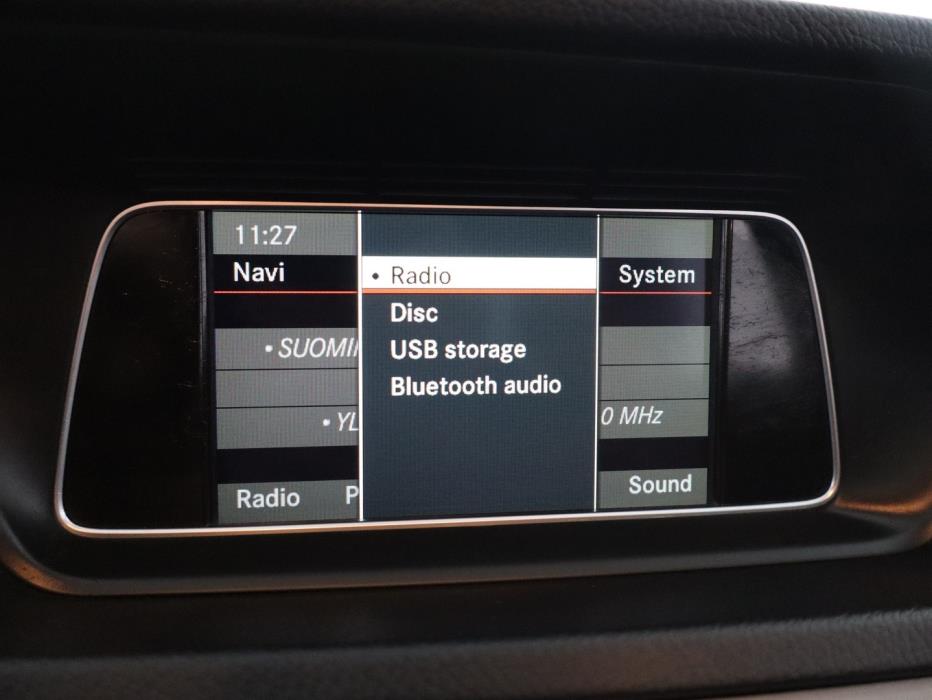 11:27
Navi
System
• Radio
Disc
USB storage
Bluetooth audio
• SUOMI
• YL
0 MHz
Radio
P
Sound